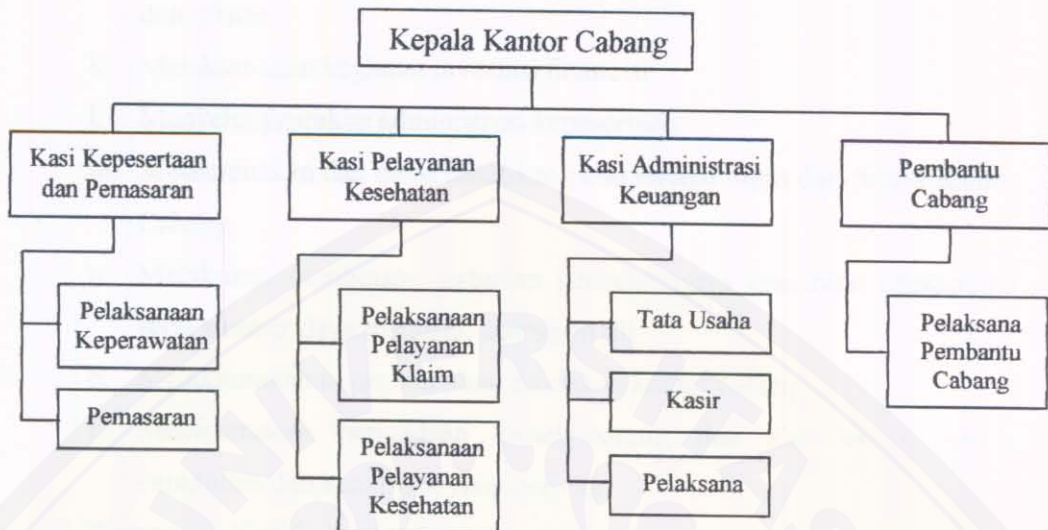 Kepala Kantor Cabang
Kasi Kepesertaan
dan Pemasaran
Kasi Pelayanan
Kesehatan
Kasi Administrasi
Keuangan
Pembantu
Cabang
Pelaksanaan
Keperawatan
Pemasaran
Pelaksanaan
Pelayanan
Klaim
Pelaksanaan
Pelayanan
Kesehatan
Tata Usaha
Kasir
Pelaksana
Pelaksana
Pembantu
Cabang
UNIVERSITAS